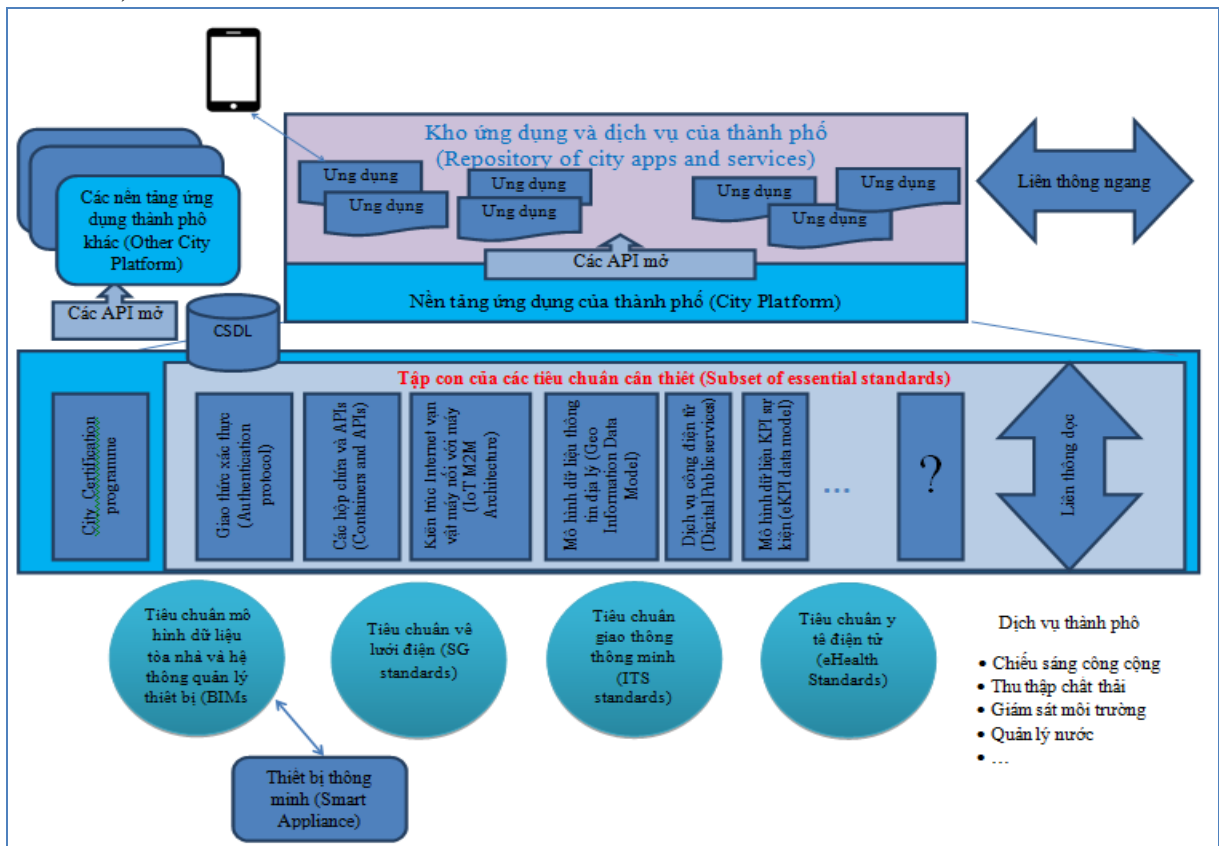 Kho ứng dụng và dịch vụ của thành phố
(Repository of city apps and services)
Ứng dụng
Ứng dụng
Ứng dụng
Ứng dụng
Ứng dụng
Ứng dụng
Ứng dụng
Các API mở
Nền tảng ứng dụng của thành phố (City Platform)
Liên thông ngang
Các nền tảng ứng
dụng thành phố
khác (Other City
Platform)
Các API mở
CSDL
Tập con của các tiêu chuẩn cần thiết (Subset of essential standards)
City Certification
programme
Giao thức xác thực
(Authentication
protocol)
Các hộp chứa và APIs
(Containers and APIs)
Kiến trúc Internet vạn
vật máy nối với máy
(IoT M2M
Architecture)
Mô hình dữ liệu thông
tin địa lý (Geo
Information Data
Model)
Dịch vụ công điện tử
(Digital Public services)
Mô hình dữ liệu KPI sự
kiện (eKPI data model)
...
?
Liên thông dọc
Tiêu chuẩn mô
hình dữ liệu
tòa nhà và hệ
thống quản lý
thiết bị (BIMs
Tiêu chuẩn về
lưới điện (SG
standards)
Tiêu chuẩn
giao thông
thông minh
(ITS
standards)
Tiêu chuẩn y
tế điện tử
(eHealth
Standards)
Dịch vụ thành phố
• Chiếu sáng công cộng
• Thu thập chất thải
• Giám sát môi trường
• Quản lý nước
• ...
Thiết bị thông
minh (Smart
Appliance)